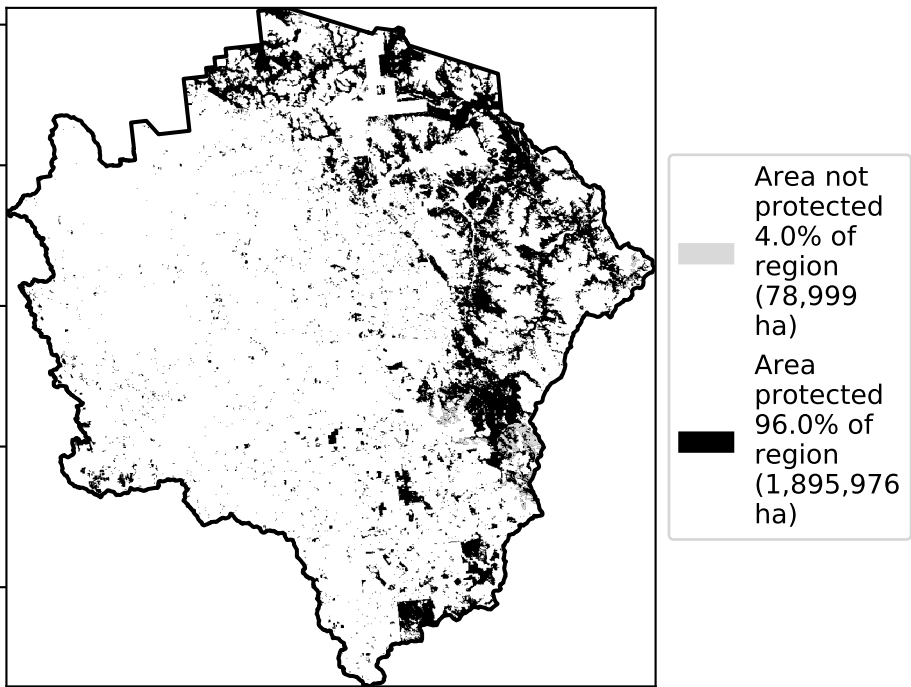 Area not
protected
4.0% of
region
(78,999
ha)
Area
protected
96.0% of
region
(1,895,976
ha)